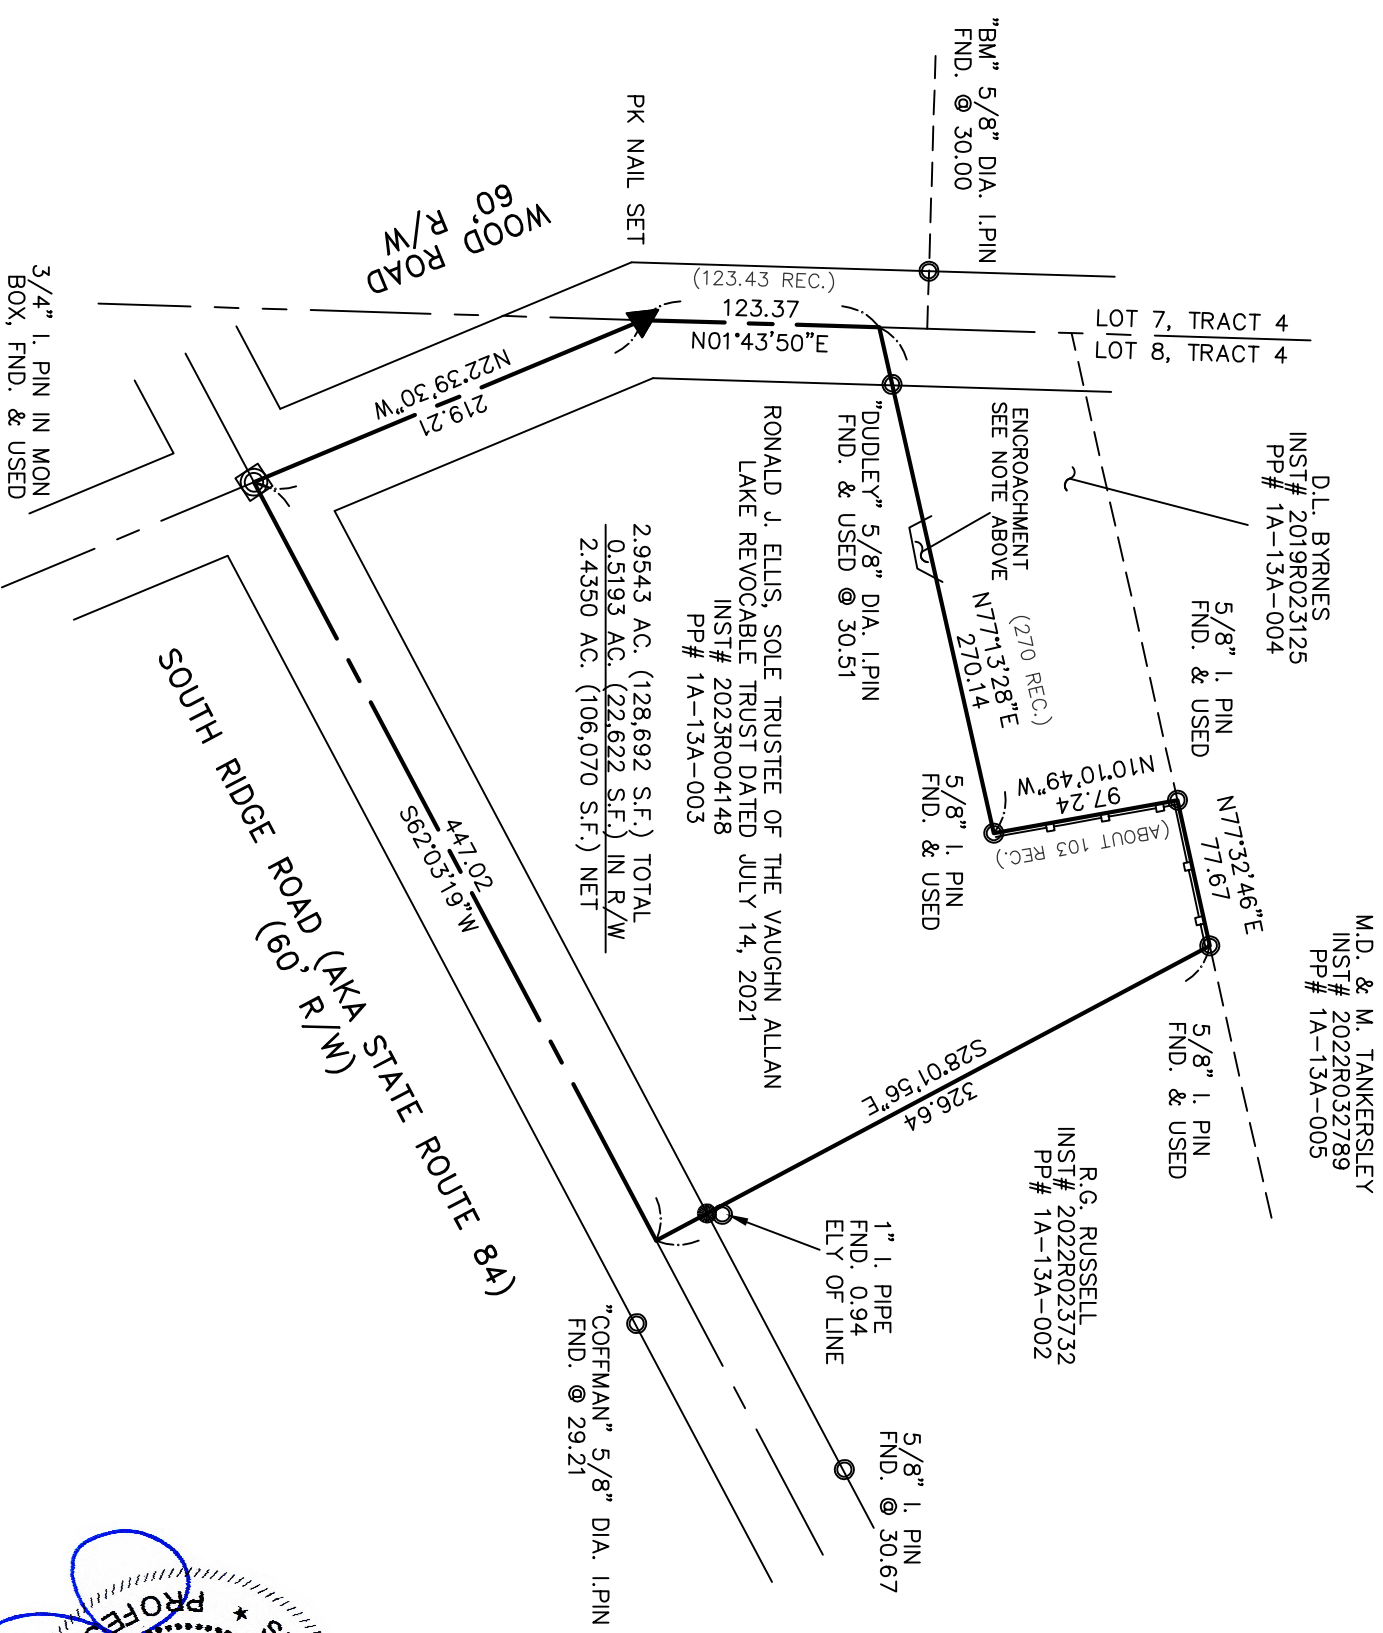 "BM" 5/8" DIA. I.PIN
FND. @ 30.00
PK NAIL SET
WOOD ROAD
60' R/W
3/4" I. PIN IN MON
BOX, FND. & USED
(123.43 REC.)
123.37
N01°43'50"E
LOT 7, TRACT 4
LOT 8, TRACT 4
N22°39'30"W
219.21
D.L. BYRNES
INST# 2019R023125
PP# 1A-13A-004
ENCROACHMENT
SEE NOTE ABOVE
"DUDLEY" 5/8" DIA. I.PIN
FND. & USED @ 30.51
(270 REC.)
N77°13'28"E
270.14
5/8" I. PIN
FND. & USED
5/8" I. PIN
FND. & USED
N10°10'49"W
97.24
(ABOUT 103 REC.)
N77°32'46"E
77.67
M.D. & M. TANKERSLEY
INST# 2022R032789
PP# 1A-13A-005
5/8" I. PIN
FND. & USED
RONALD J. ELLIS, SOLE TRUSTEE OF THE VAUGHN ALLAN
LAKE REVOCABLE TRUST DATED JULY 14, 2021
INST# 2023R004148
PP# 1A-13A-003
2.9543 AC. (128,692 S.F.) TOTAL
0.5193 AC. (22,622 S.F.) IN R/W
2.4350 AC. (106,070 S.F.) NET
447.02
S62°03'19"W
SOUTH RIDGE ROAD (AKA STATE ROUTE 84)
(60' R/W)
S28°01'56"E
326.64
R.G. RUSSELL
INST# 2022R023732
PP# 1A-13A-002
1" I. PIPE
FND. 0.94
ELY OF LINE
5/8" I. PIN
FND. @ 30.67
"COFFMAN" 5/8" DIA. I.PIN
FND. @ 29.21